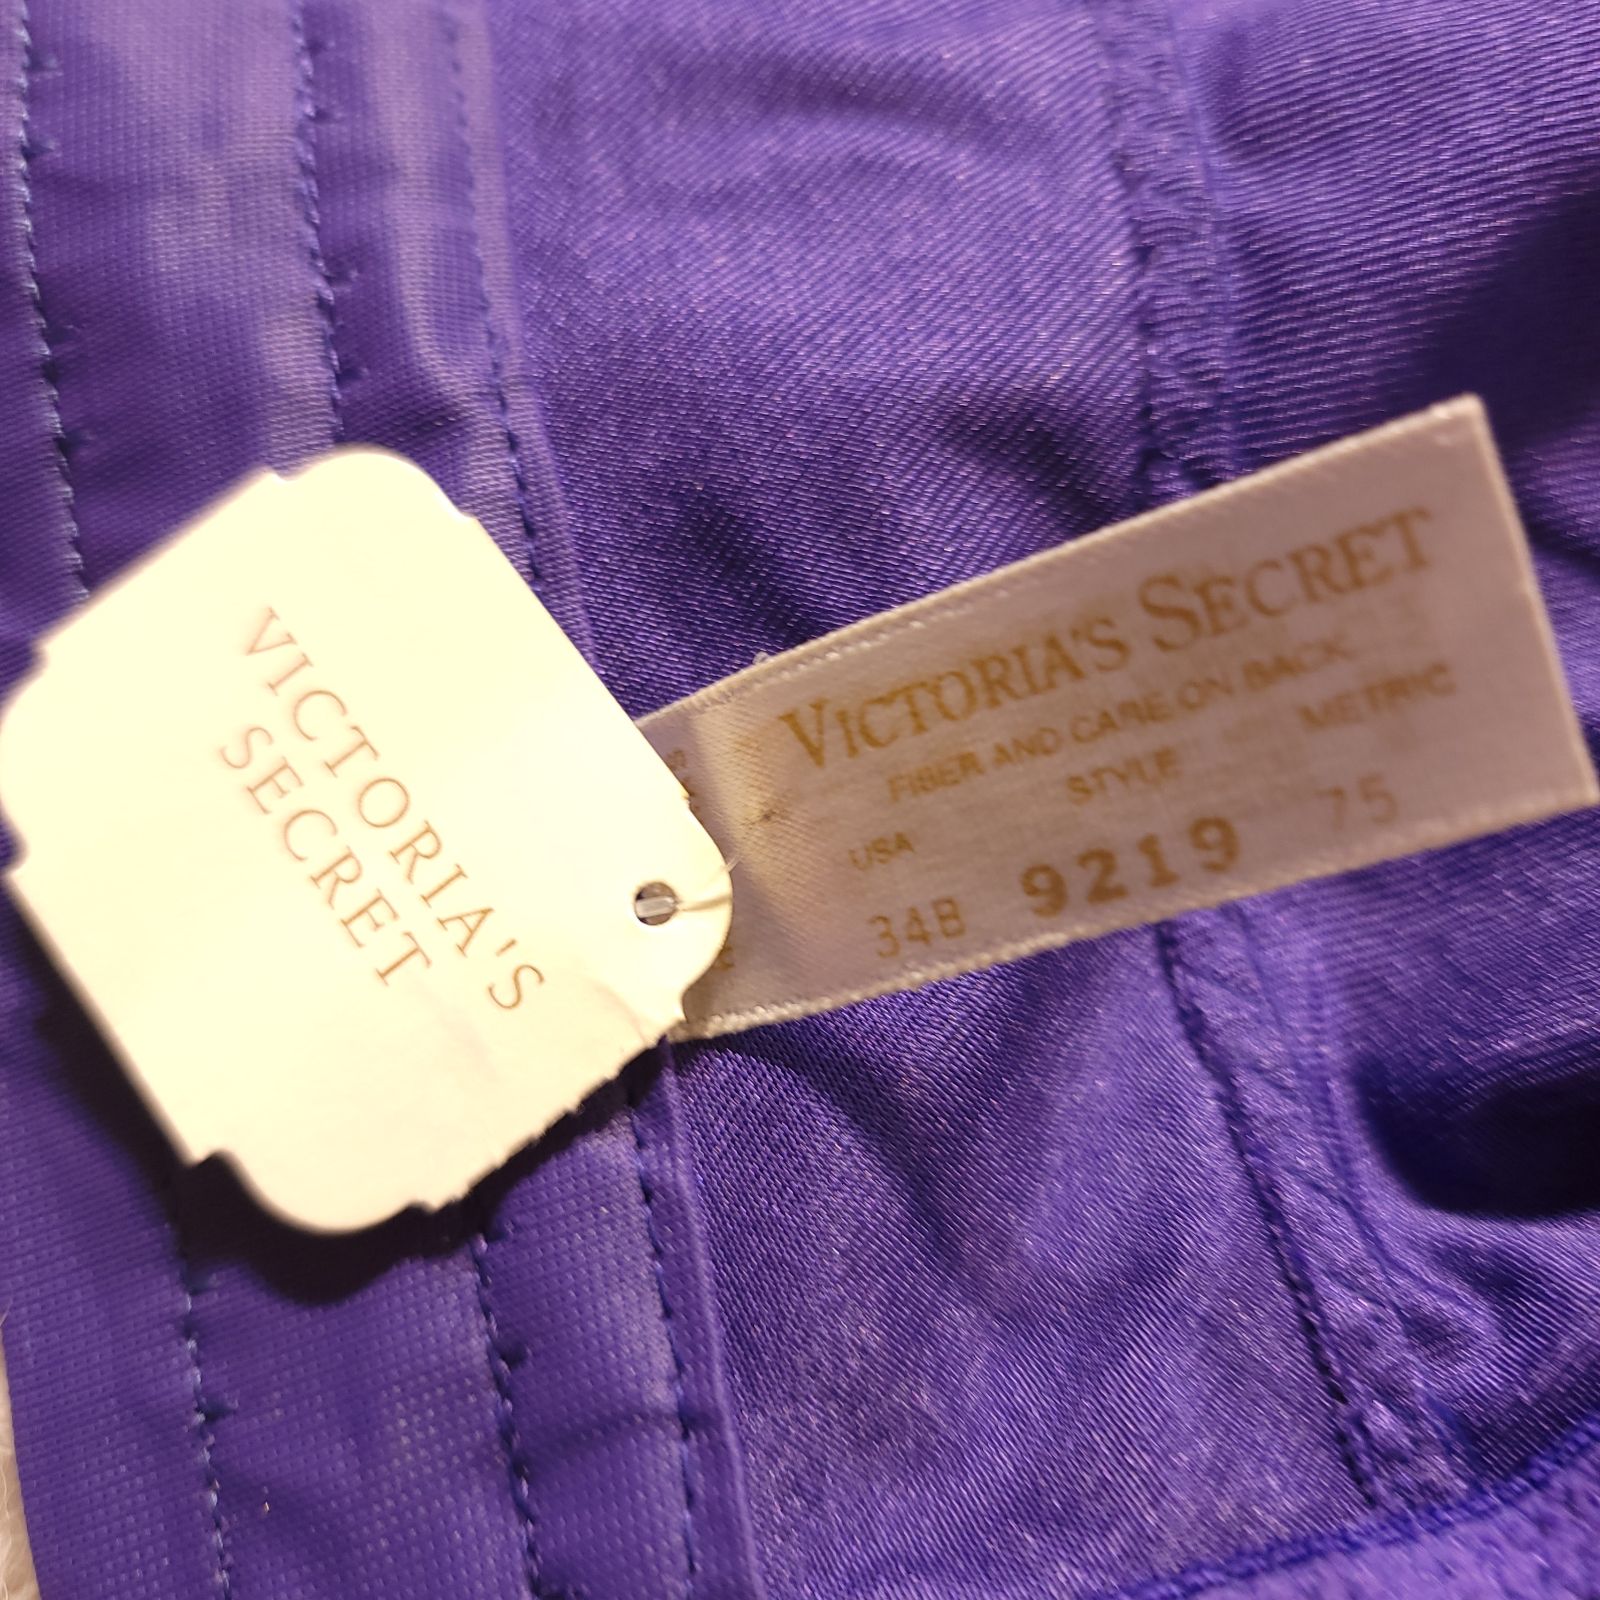 VICTORIA'S
SECRET
VICTORIA'S SECRET
FIBER AND CARE ON BACK
STYLE METRIC
USA
34B 9219 75